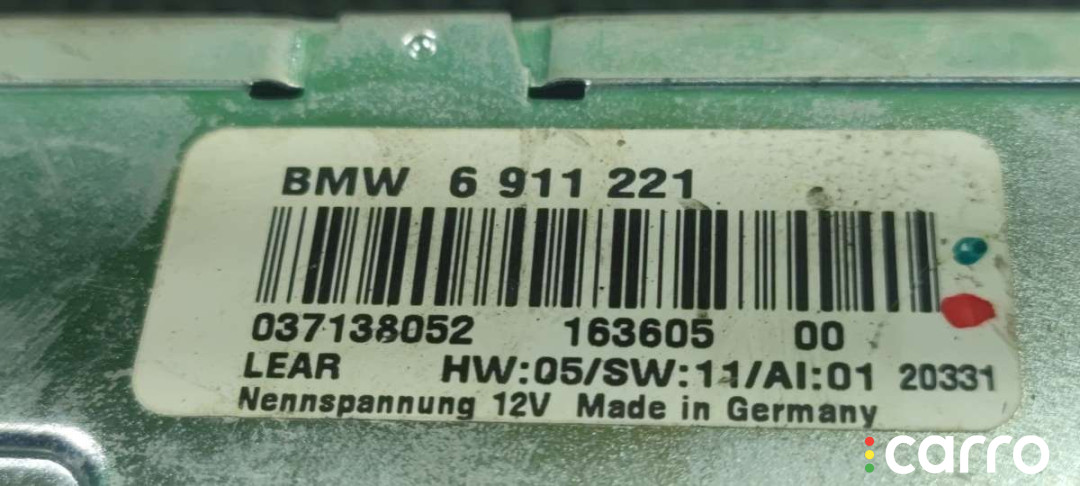 BMW 6 911 221
037138052 163605 00
LEAR HW:05/SW:11/AI:01 20331
Nennspannung 12V Made in Germany
carro